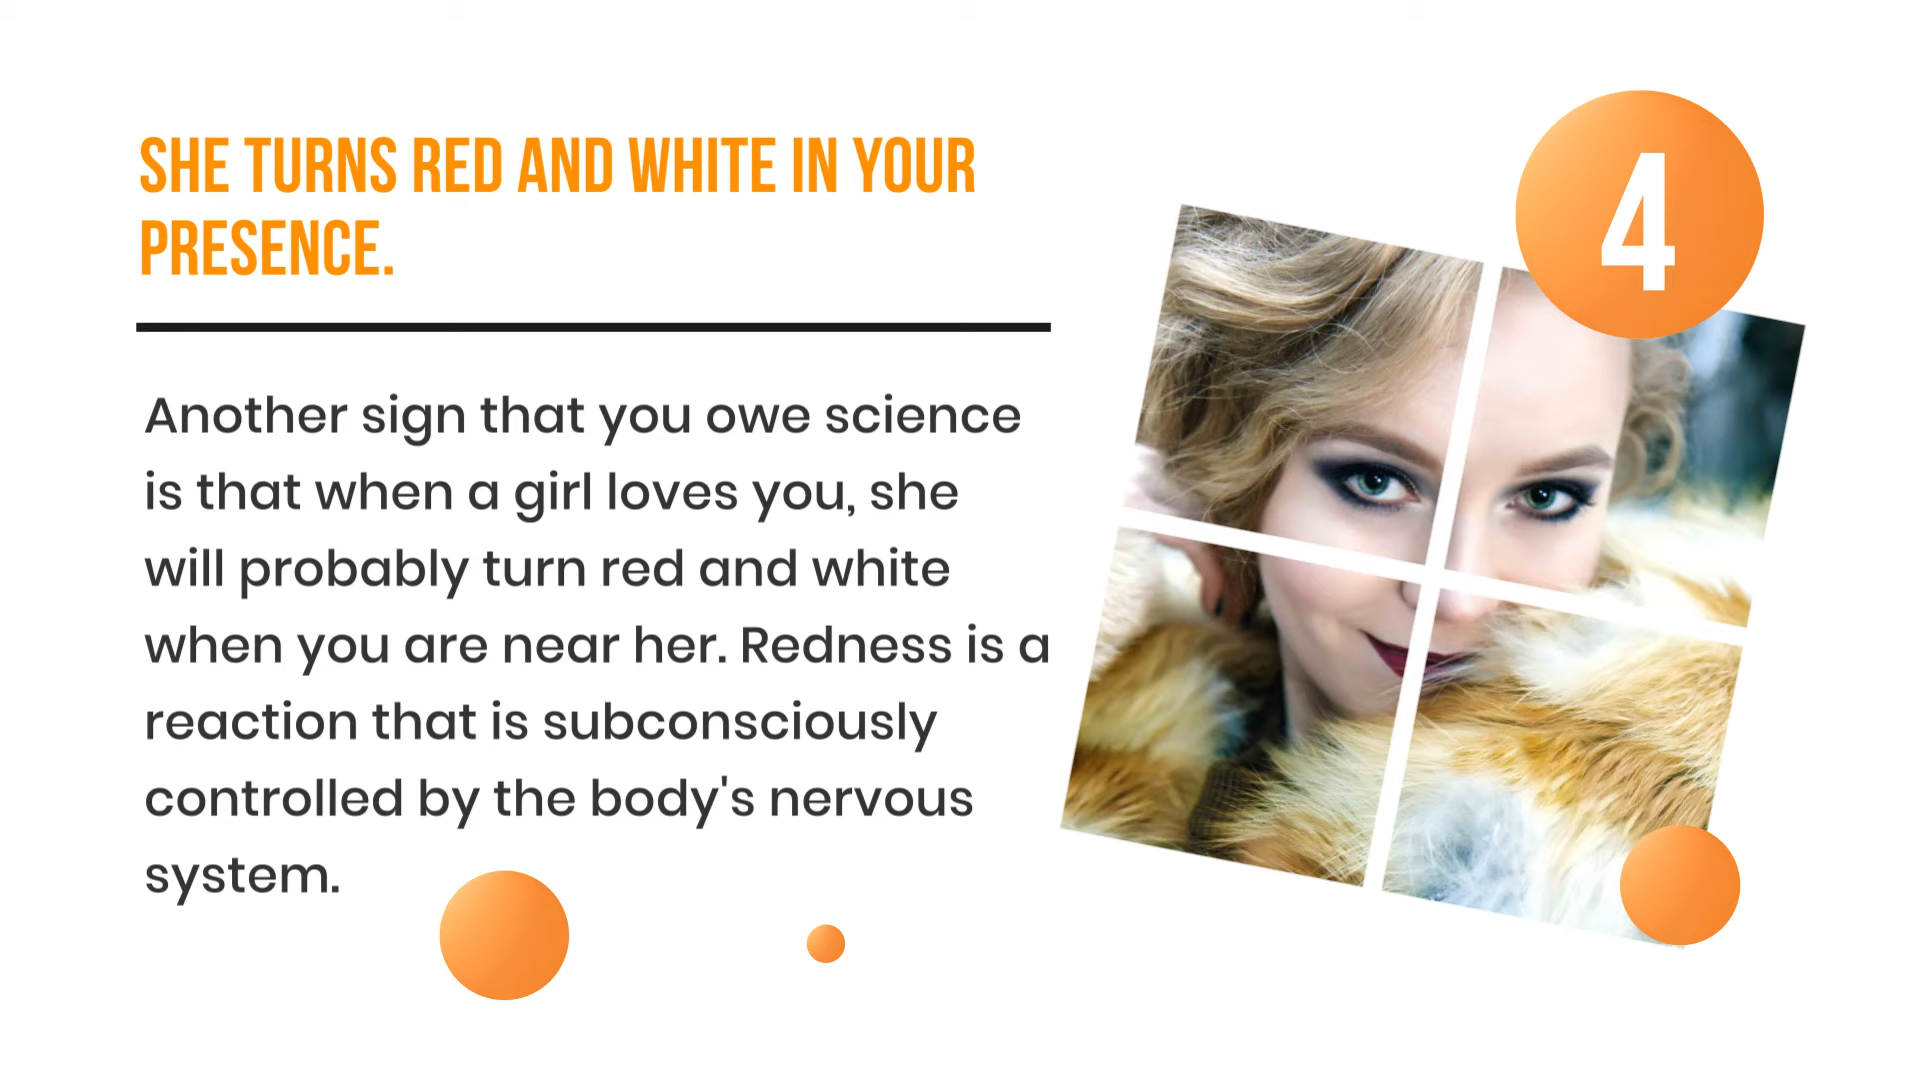 SHE TURNS RED AND WHITE IN YOUR
PRESENCE.
4
Another sign that you owe science
is that when a girl loves you, she
will probably turn red and white
when you are near her. Redness is a
reaction that is subconsciously
controlled by the body's nervous
system.